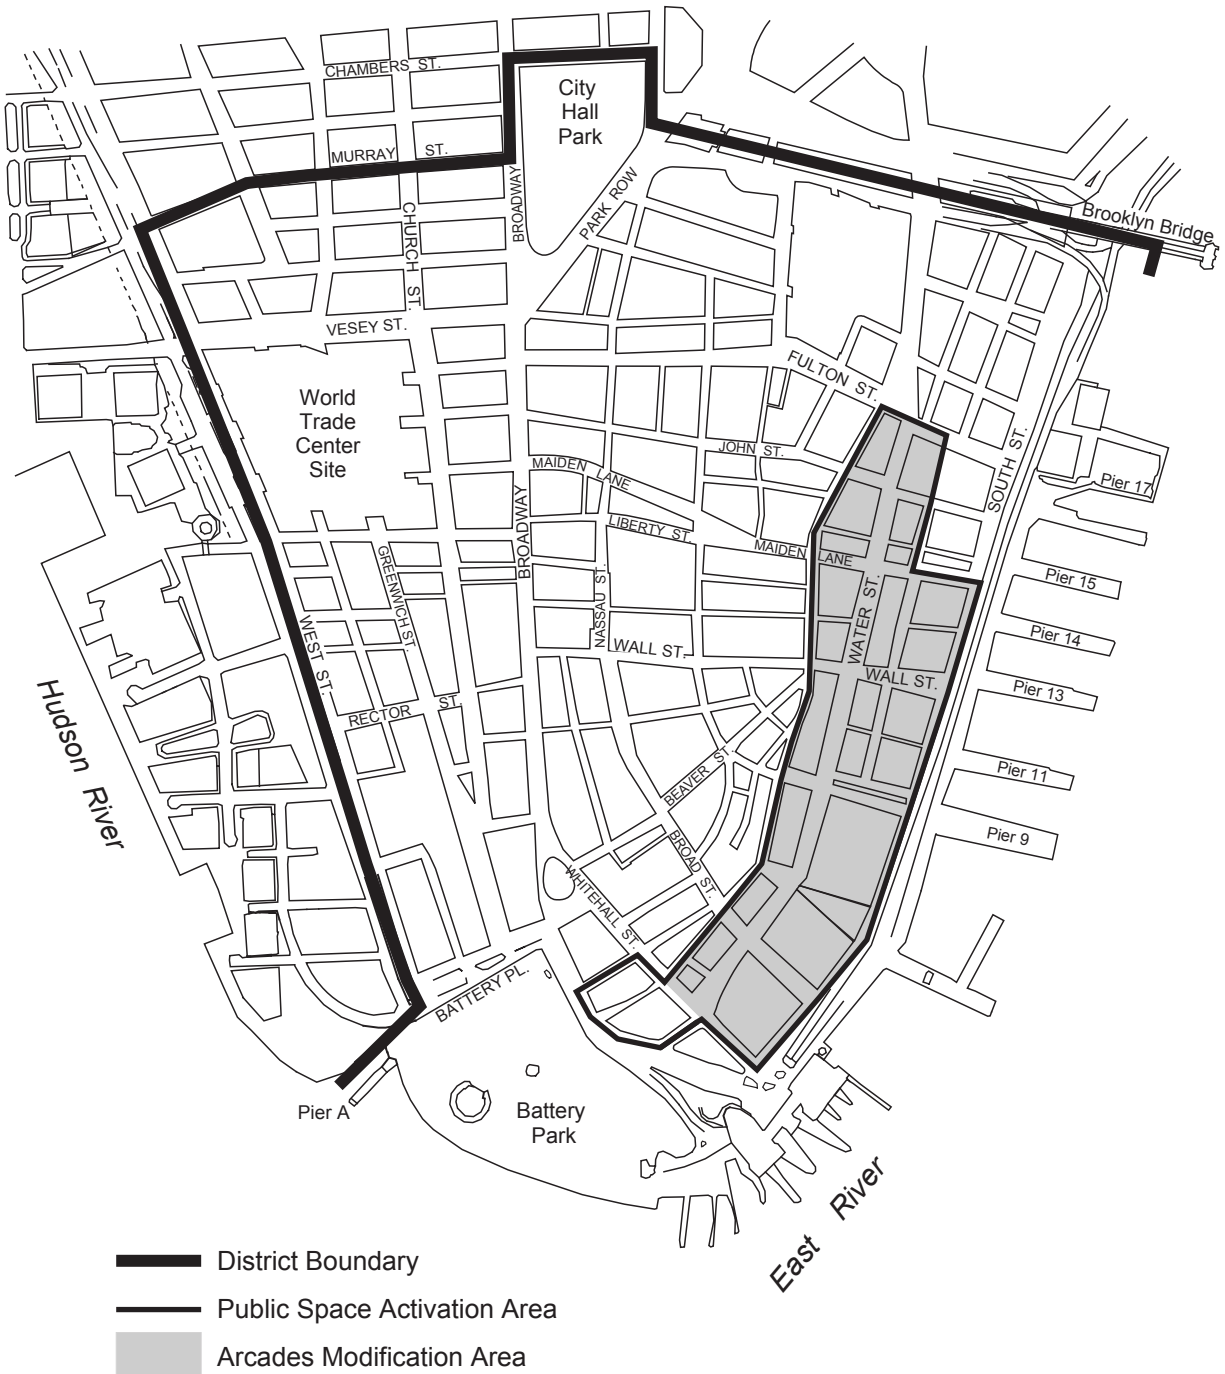 CHAMBERS ST.
City
Hall
Park
MURRAY ST.
BROADWAY
PARK ROW
CHURCH ST.
Brooklyn Bridge
VESEY ST.
FULTON ST.
World
Trade
Center
Site
JOHN ST.
SOUTH ST.
MAIDEN LANE
Pier 17
BROADWAY
LIBERTY ST.
MAIDEN LANE
GREENWICH ST.
NASSAU ST.
Pier 15
WATER ST.
WEST ST.
WALL ST.
Pier 14
WALL ST.
Pier 13
RECTOR ST.
Hudson River
BEAVER ST.
Pier 11
BROAD ST.
Pier 9
WHITEHALL ST.
BATTERY PL.
Pier A
Battery
Park
East River
District Boundary
Public Space Activation Area
Arcades Modification Area